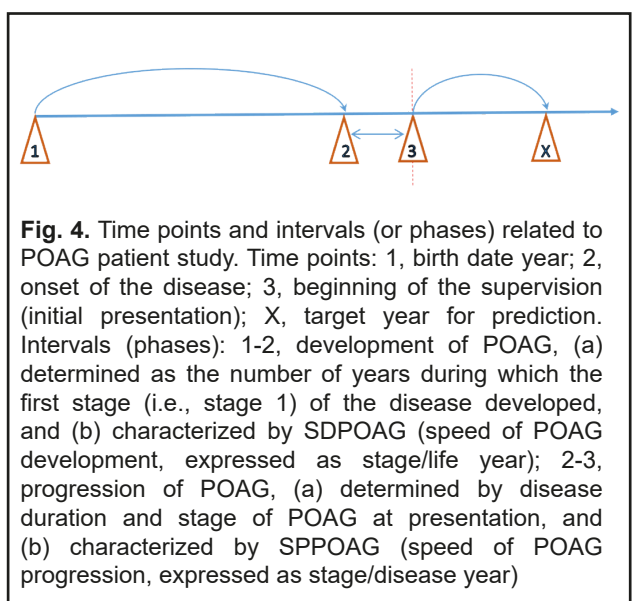 1 2 3 X
Fig. 4. Time points and intervals (or phases) related to
POAG patient study. Time points: 1, birth date year; 2,
onset of the disease; 3, beginning of the supervision
(initial presentation); X, target year for prediction.
Intervals (phases): 1-2, development of POAG, (a)
determined as the number of years during which the
first stage (i.e., stage 1) of the disease developed,
and (b) characterized by SDPOAG (speed of POAG
development, expressed as stage/life year); 2-3,
progression of POAG, (a) determined by disease
duration and stage of POAG at presentation, and
(b) characterized by SPPOAG (speed of POAG
progression, expressed as stage/disease year)